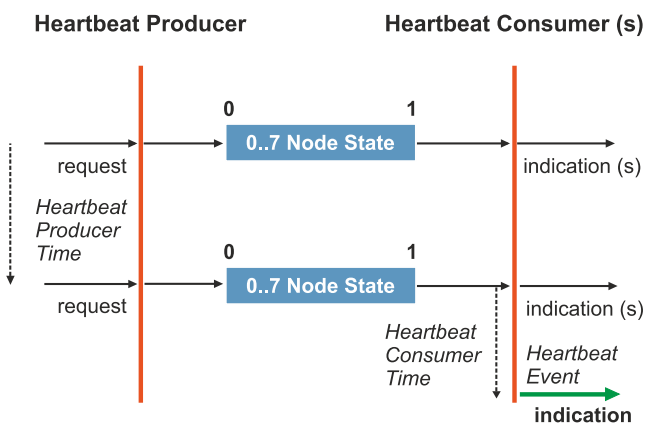 Heartbeat Producer
Heartbeat Consumer (s)
0
1
0..7 Node State
request
indication (s)
Heartbeat
Producer
Time
0
1
0..7 Node State
request
indication (s)
Heartbeat
Consumer
Time
Heartbeat
Event
indication